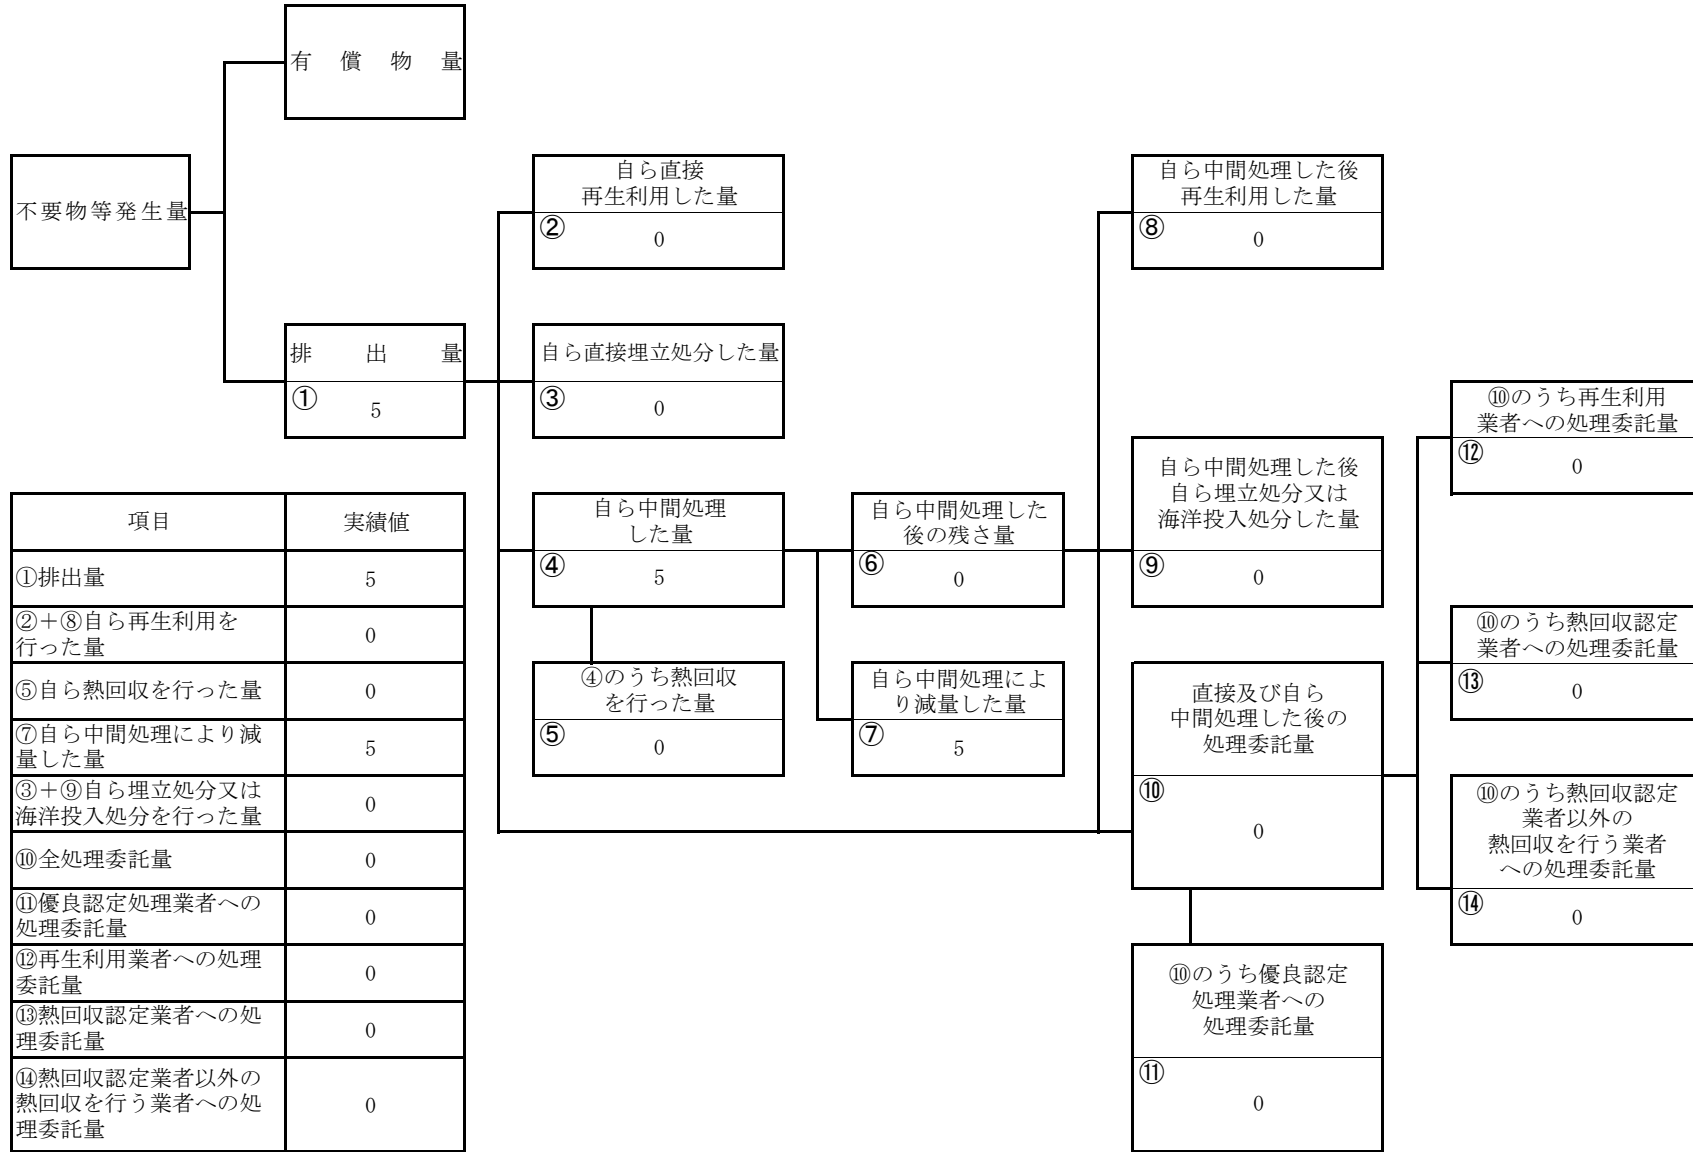 有償物量
不要物等発生量
自ら直接
再生利用した量
② 0
自ら中間処理した後
再生利用した量
⑧ 0
排出量
① 5
自ら直接埋立処分した量
③ 0
⑩のうち再生利用
業者への処理委託量
⑫ 0
自ら中間処理した後
自ら埋立処分又は
海洋投入処分した量
⑨ 0
自ら中間処理
した量
④ 5
自ら中間処理した
後の残さ量
⑥ 0
④のうち熱回収
を行った量
⑤ 0
自ら中間処理によ
り減量した量
⑦ 5
直接及び自ら
中間処理した後の
処理委託量
⑩ 0
⑩のうち熱回収認定
業者への処理委託量
⑬ 0
⑩のうち熱回収認定
業者以外の
熱回収を行う業者
への処理委託量
⑭ 0
⑩のうち優良認定
処理業者への
処理委託量
⑪ 0
項目 実績値
①排出量 5
②+⑧自ら再生利用を
行った量 0
⑤自ら熱回収を行った量 0
⑦自ら中間処理により減
量した量 5
③+⑨自ら埋立処分又は
海洋投入処分を行った量 0
⑩全処理委託量 0
⑪優良認定処理業者への
処理委託量 0
⑫再生利用業者への処理
委託量 0
⑬熱回収認定業者への処
理委託量 0
⑭熱回収認定業者以外の
熱回収を行う業者への処
理委託量 0